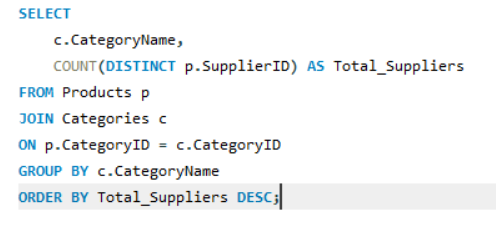 SELECT
    c.CategoryName,
    COUNT(DISTINCT p.SupplierID) AS Total_Suppliers
FROM Products p
JOIN Categories c
ON p.CategoryID = c.CategoryID
GROUP BY c.CategoryName
ORDER BY Total_Suppliers DESC;